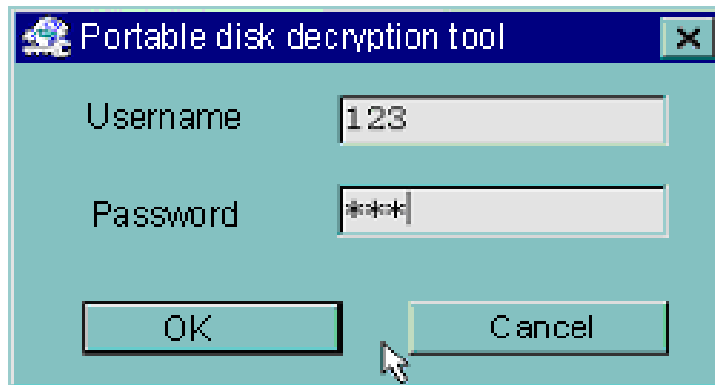 Portable disk decryption tool
Username 123
Password ***
OK Cancel